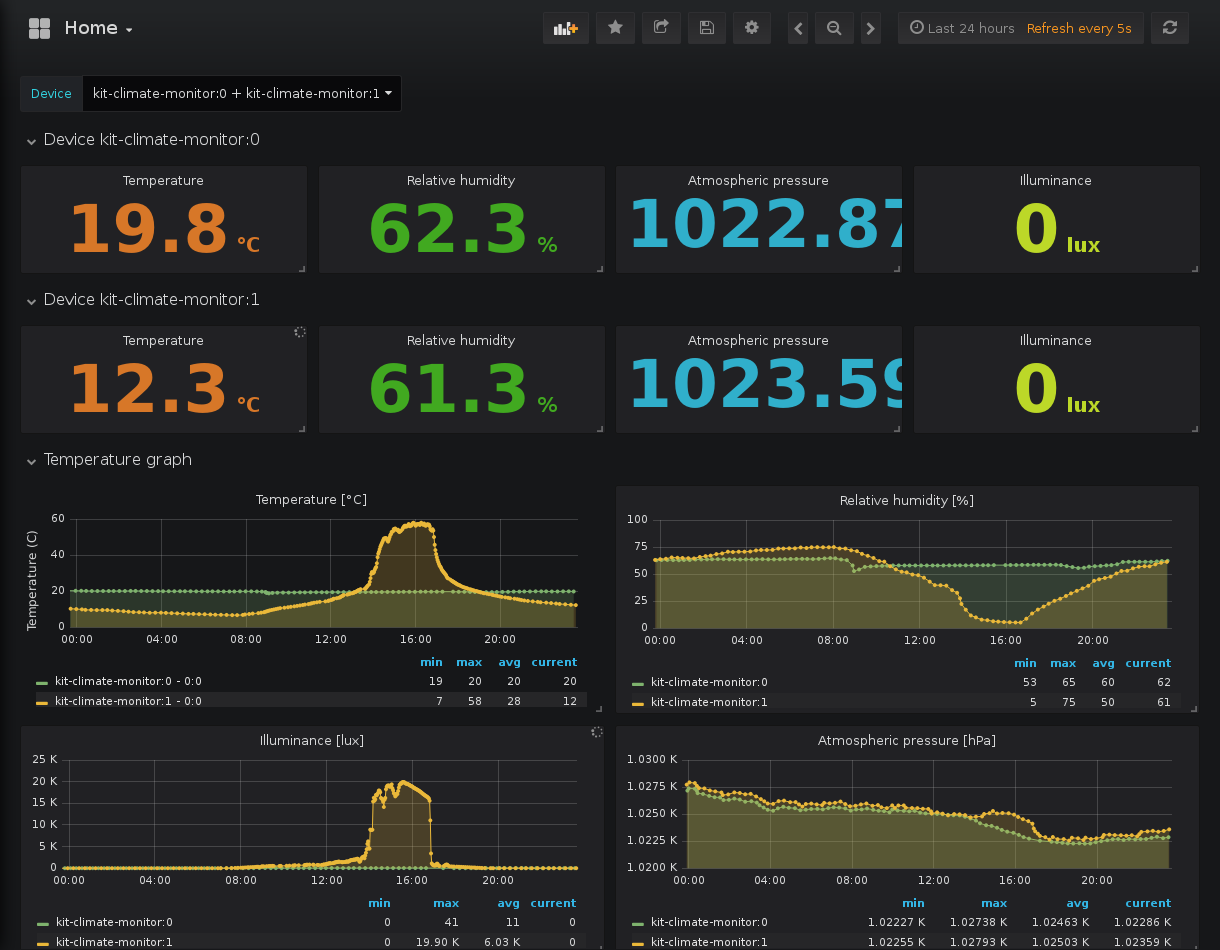 Home
Last 24 hours Refresh every 5s
Device kit-climate-monitor:0 + kit-climate-monitor:1
Device kit-climate-monitor:0
Temperature Relative humidity Atmospheric pressure Illuminance
19.8 °C 62.3 % 1022.87 0 lux
Device kit-climate-monitor:1
Temperature Relative humidity Atmospheric pressure Illuminance
12.3 °C 61.3 % 1023.59 0 lux
Temperature graph
Temperature [°C]
Temperature (C)
60
40
20
0
00:00 04:00 08:00 12:00 16:00 20:00
min max avg current
kit-climate-monitor:0 - 0:0 19 20 20 20
kit-climate-monitor:1 - 0:0 7 58 28 12
Relative humidity [%]
100
75
50
25
0
00:00 04:00 08:00 12:00 16:00 20:00
min max avg current
kit-climate-monitor:0 53 65 60 62
kit-climate-monitor:1 5 75 50 61
Illuminance [lux]
25 K
20 K
15 K
10 K
5 K
0
00:00 04:00 08:00 12:00 16:00 20:00
min max avg current
kit-climate-monitor:0 0 41 11 0
kit-climate-monitor:1 0 19.90 K 6.03 K 0
Atmospheric pressure [hPa]
1.0300 K
1.0275 K
1.0250 K
1.0225 K
1.0200 K
00:00 04:00 08:00 12:00 16:00 20:00
min max avg current
kit-climate-monitor:0 1.02227 K 1.02738 K 1.02463 K 1.02286 K
kit-climate-monitor:1 1.02255 K 1.02793 K 1.02503 K 1.02359 K